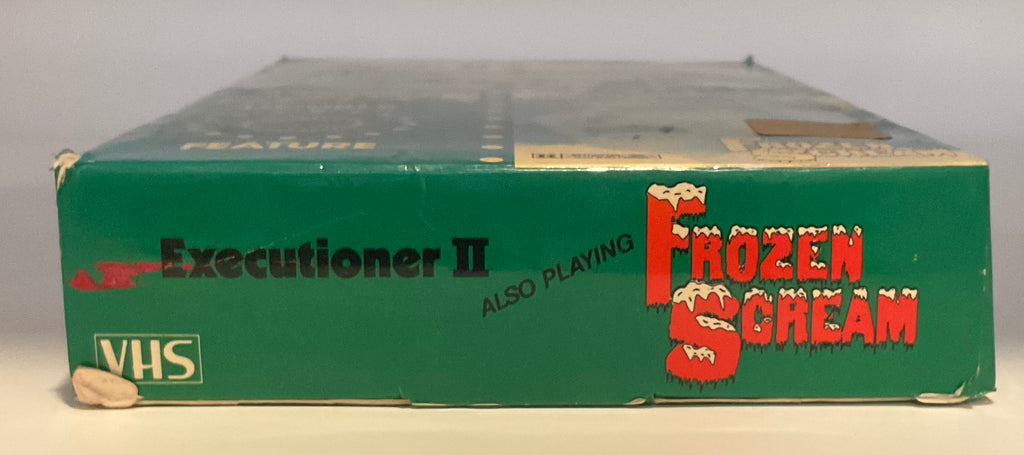 FEATURE
Executioner II
ALSO PLAYING
FROZEN
SCREAM
VHS